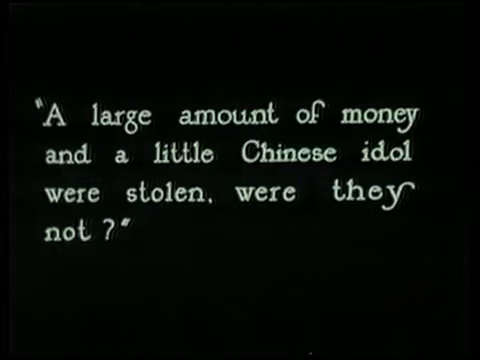 "A large amount of money
and a little Chinese idol
were stolen, were they
not?"